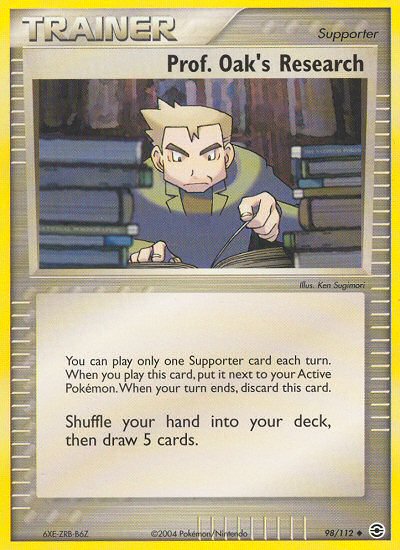 TRAINER
Supporter
Prof. Oak's Research
Illus. Ken Sugimori
You can play only one Supporter card each turn.
When you play this card, put it next to your Active
Pokémon. When your turn ends, discard this card.
Shuffle your hand into your deck,
then draw 5 cards.
6XE-ZRB-B6Z
©2004 Pokémon/Nintendo
98/112